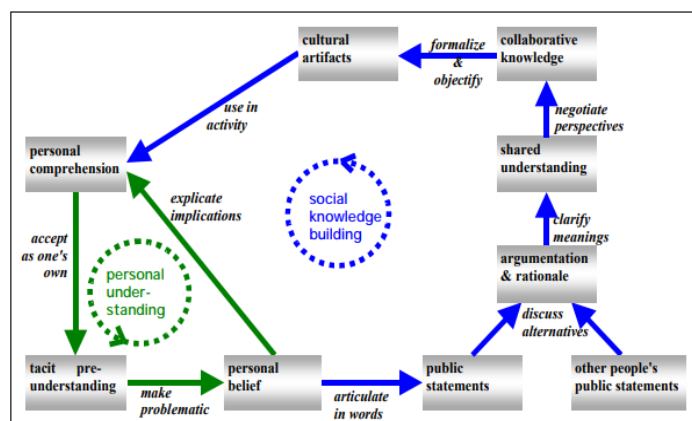 cultural
artifacts
formalize
&
objectify
collaborative
knowledge
use in
activity
negotiate
perspectives
personal
comprehension
explicate
implications
social
knowledge
building
shared
understanding
accept
as one's
own
personal
under-
standing
clarify
meanings
argumentation
& rationale
discuss
alternatives
tacit pre-
understanding
make
problematic
personal
belief
articulate
in words
public
statements
other people's
public statements